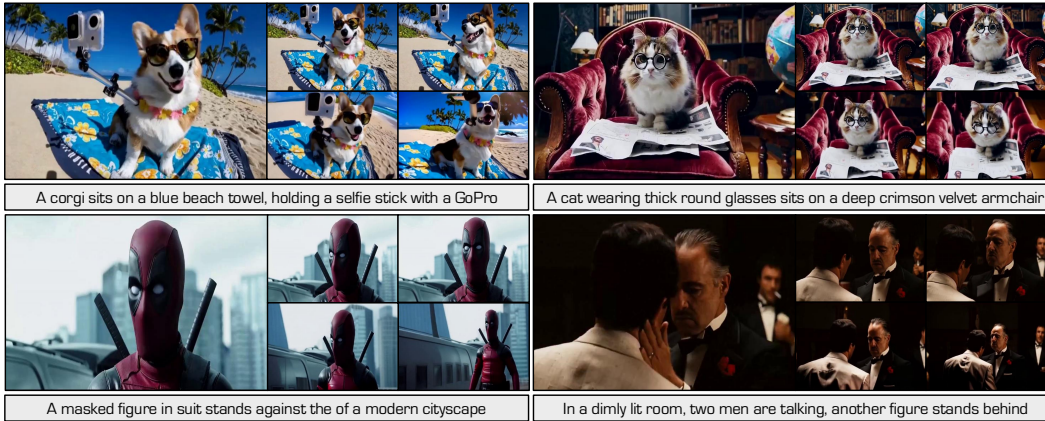 A corgi sits on a blue beach towel, holding a selfie stick with a GoPro
A cat wearing thick round glasses sits on a deep crimson velvet armchair
A masked figure in suit stands against the of a modern cityscape
In a dimly lit room, two men are talking, another figure stands behind